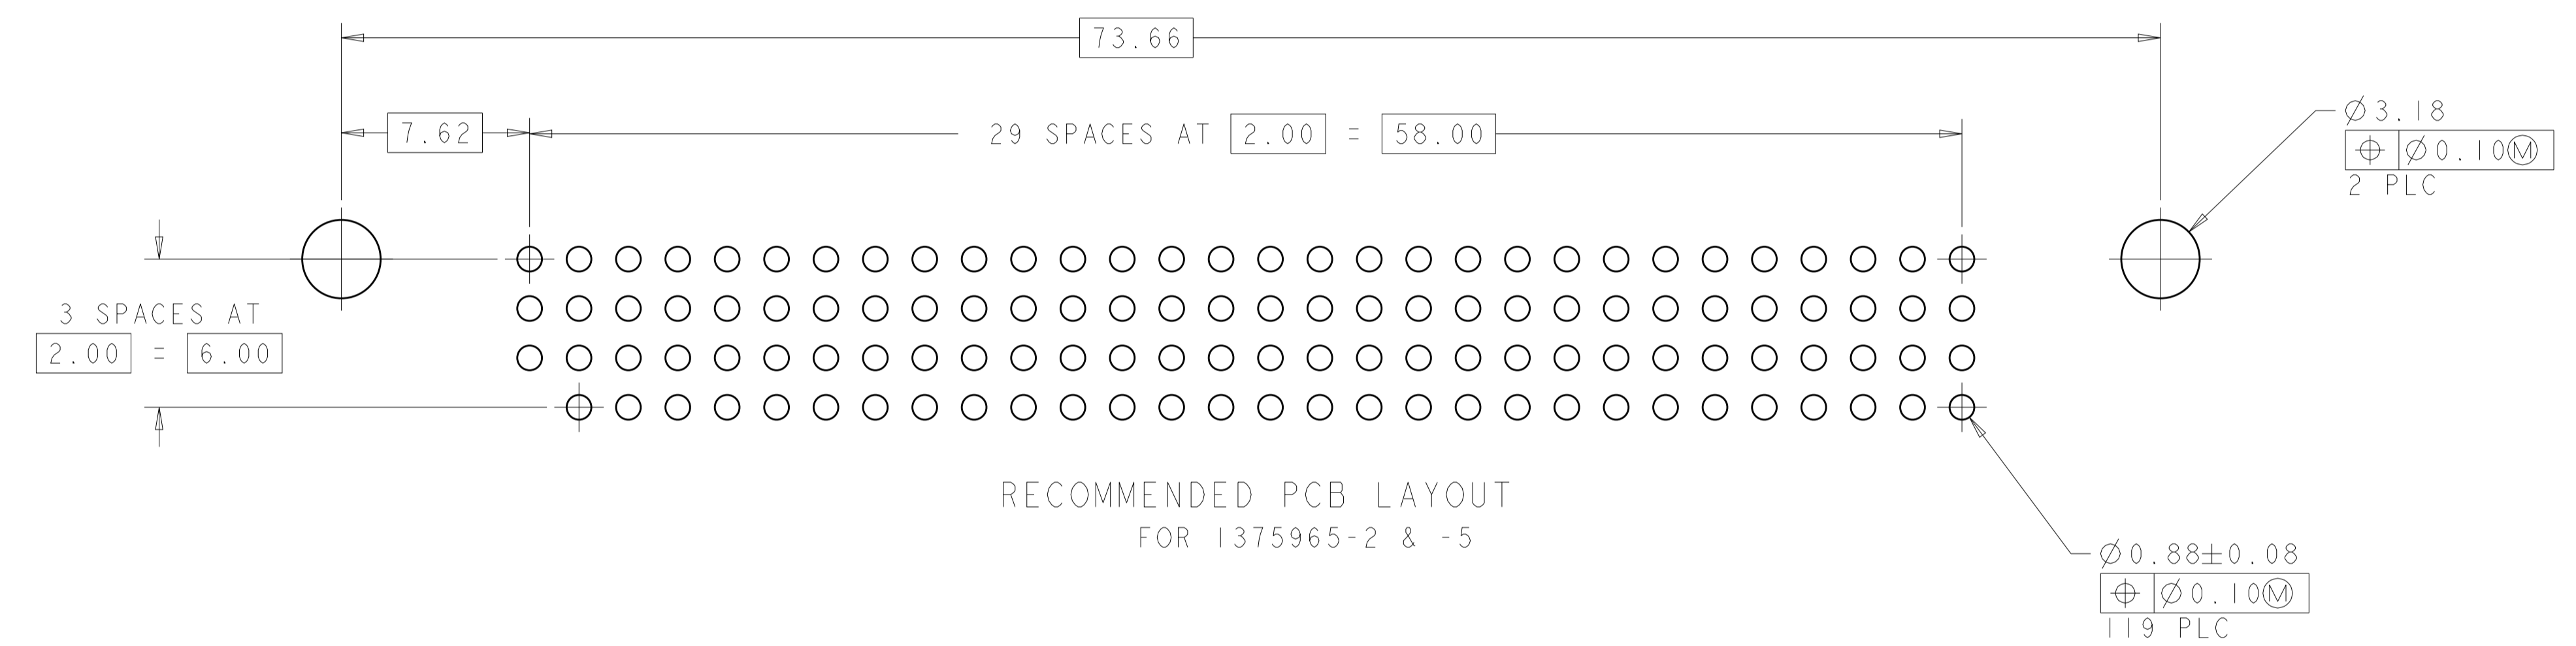 73.66
7.62
29 SPACES AT 2.00 = 58.00
Ø3.18
⌖ Ø0.10Ⓜ
2 PLC
3 SPACES AT
2.00 = 6.00
RECOMMENDED PCB LAYOUT
FOR 1375965-2 & -5
Ø0.88±0.08
⌖ Ø0.10Ⓜ
119 PLC